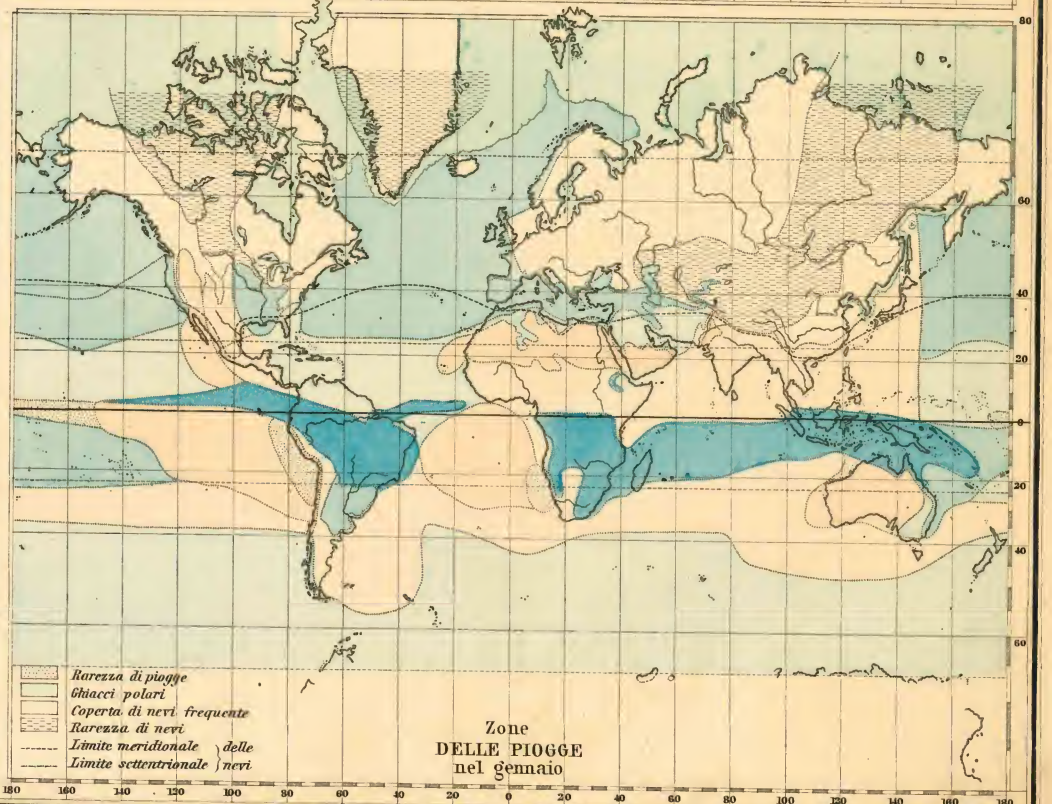 80
60
40
20
0
20
40
60
Rarezza di piogge
Ghiacci polari
Coperta di nevi frequente
Rarezza di nevi
Limite meridionale } delle
Limite settentrionale } nevi
Zone
DELLE PIOGGE
nel gennaio
180 160 140 120 100 80 60 40 20 0 20 40 60 80 100 120 140 160 180